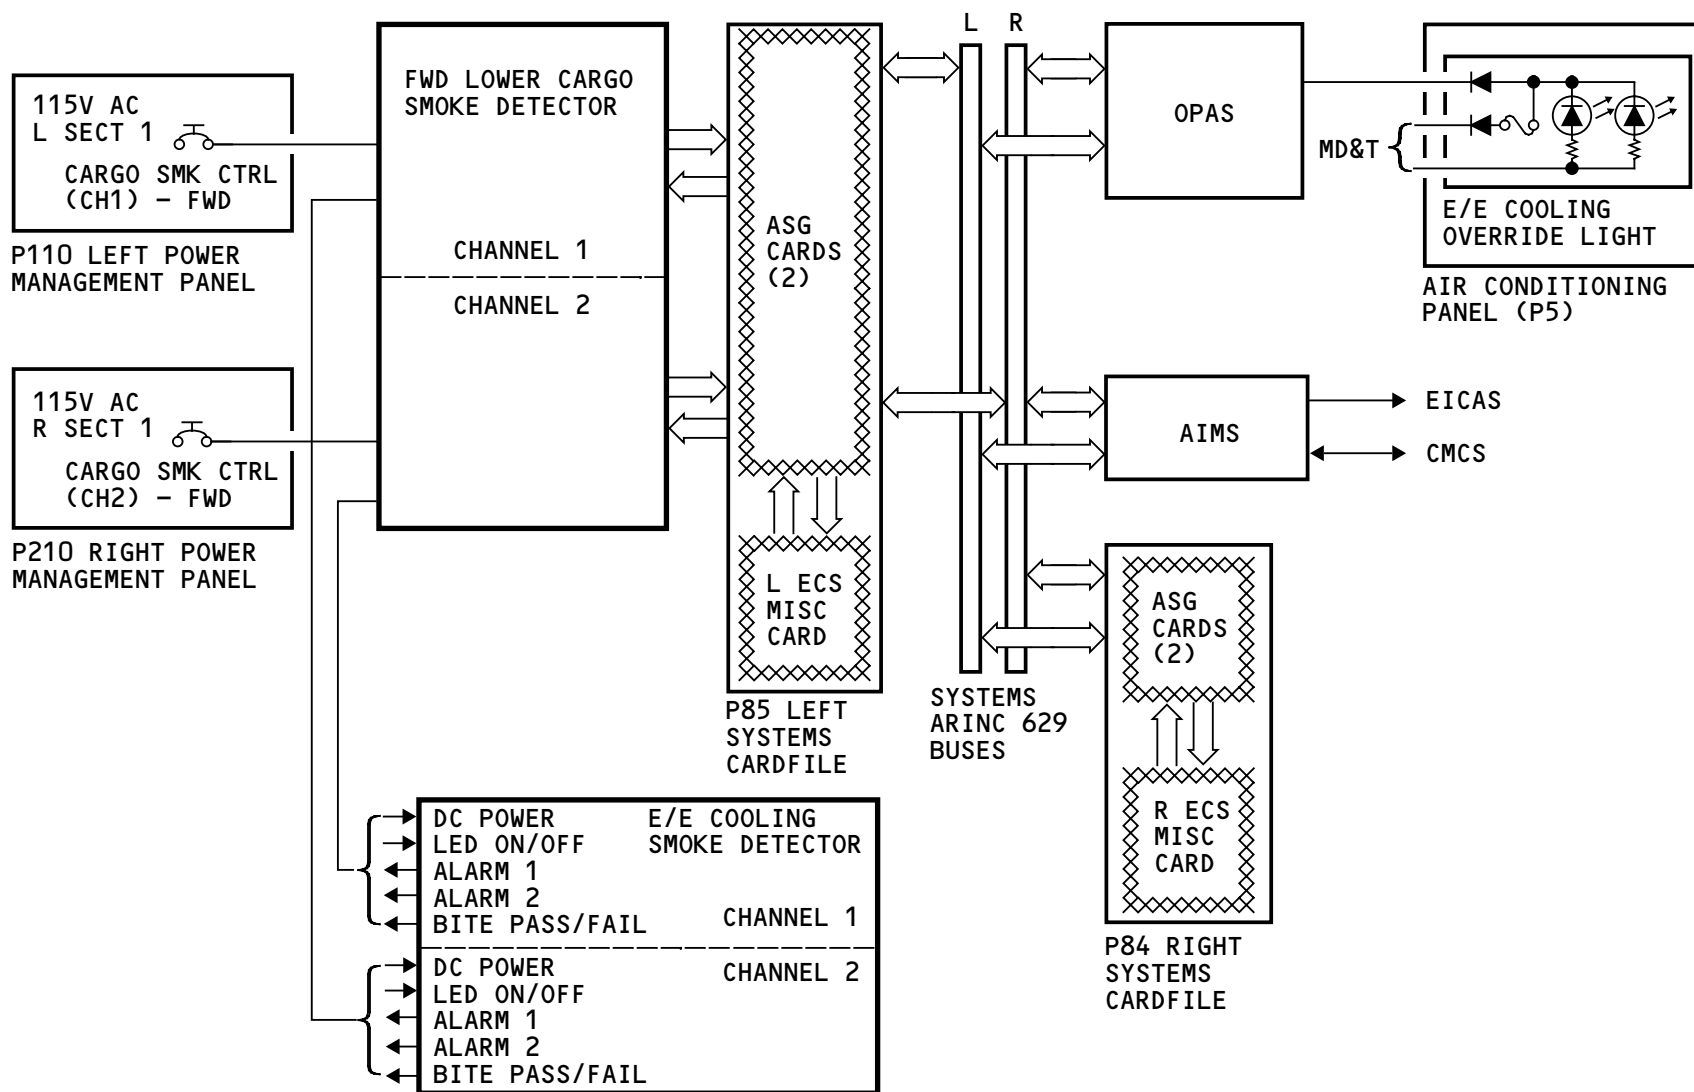 115V AC
L SECT 1
CARGO SMK CTRL
(CH1) – FWD
P110 LEFT POWER
MANAGEMENT PANEL
115V AC
R SECT 1
CARGO SMK CTRL
(CH2) – FWD
P210 RIGHT POWER
MANAGEMENT PANEL
FWD LOWER CARGO
SMOKE DETECTOR
CHANNEL 1
CHANNEL 2
ASG
CARDS
(2)
L ECS
MISC
CARD
P85 LEFT
SYSTEMS
CARDFILE
L R
SYSTEMS
ARINC 629
BUSES
OPAS
MD&T
E/E COOLING
OVERRIDE LIGHT
AIR CONDITIONING
PANEL (P5)
AIMS
EICAS
CMCS
ASG
CARDS
(2)
R ECS
MISC
CARD
P84 RIGHT
SYSTEMS
CARDFILE
E/E COOLING
SMOKE DETECTOR
DC POWER
LED ON/OFF
ALARM 1
ALARM 2
BITE PASS/FAIL
CHANNEL 1
CHANNEL 2
DC POWER
LED ON/OFF
ALARM 1
ALARM 2
BITE PASS/FAIL